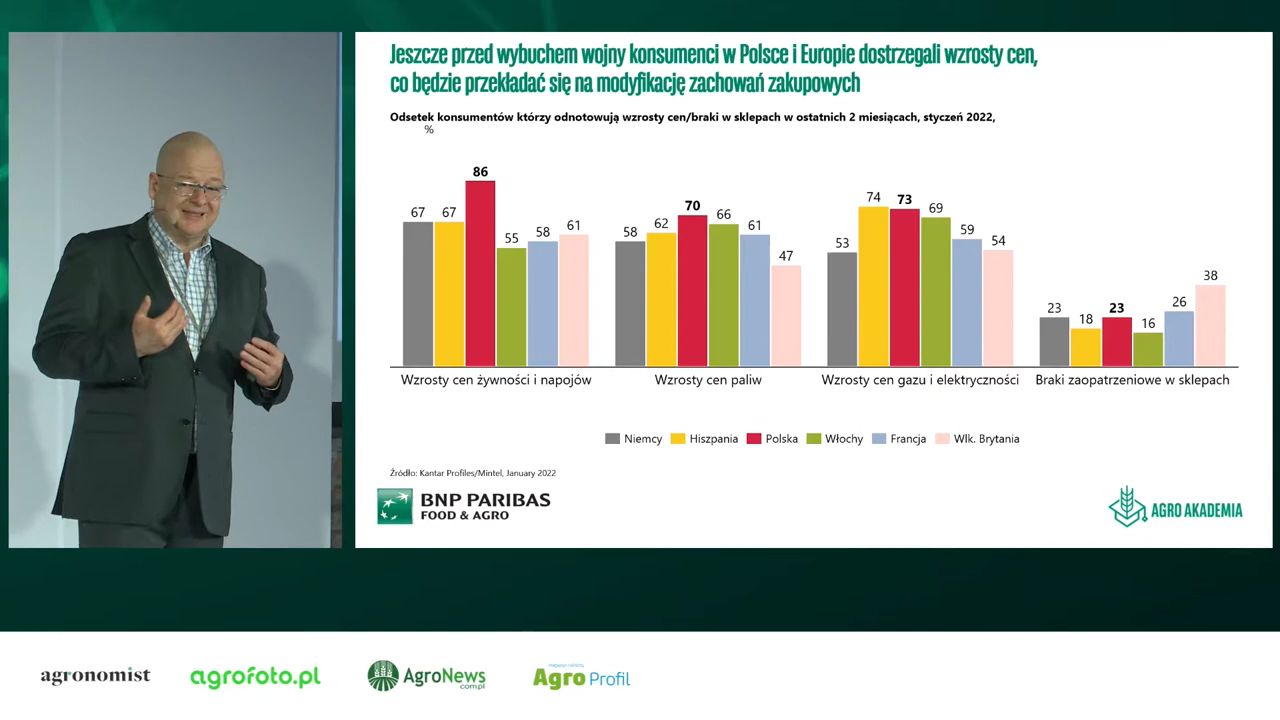 Jeszcze przed wybuchem wojny konsumenci w Polsce i Europie dostrzegali wzrosty cen,
co będzie przekładać się na modyfikację zachowań zakupowych
Odsetek konsumentów którzy odnotowują wzrosty cen/braki w sklepach w ostatnich 2 miesiącach, styczeń 2022,
%
67 67 86 55 58 61
58 62 70 66 61 47
53 74 73 69 59 54
23 18 23 16 26 38
Wzrosty cen żywności i napojów
Wzrosty cen paliw
Wzrosty cen gazu i elektryczności
Braki zaopatrzeniowe w sklepach
Niemcy Hiszpania Polska Włochy Francja Wlk. Brytania
Źródło: Kantar Profiles/Mintel, January 2022
BNP PARIBAS
FOOD & AGRO
AGRO AKADEMIA
agronomist
agrofoto.pl
AgroNews
com.pl
Agro Profil